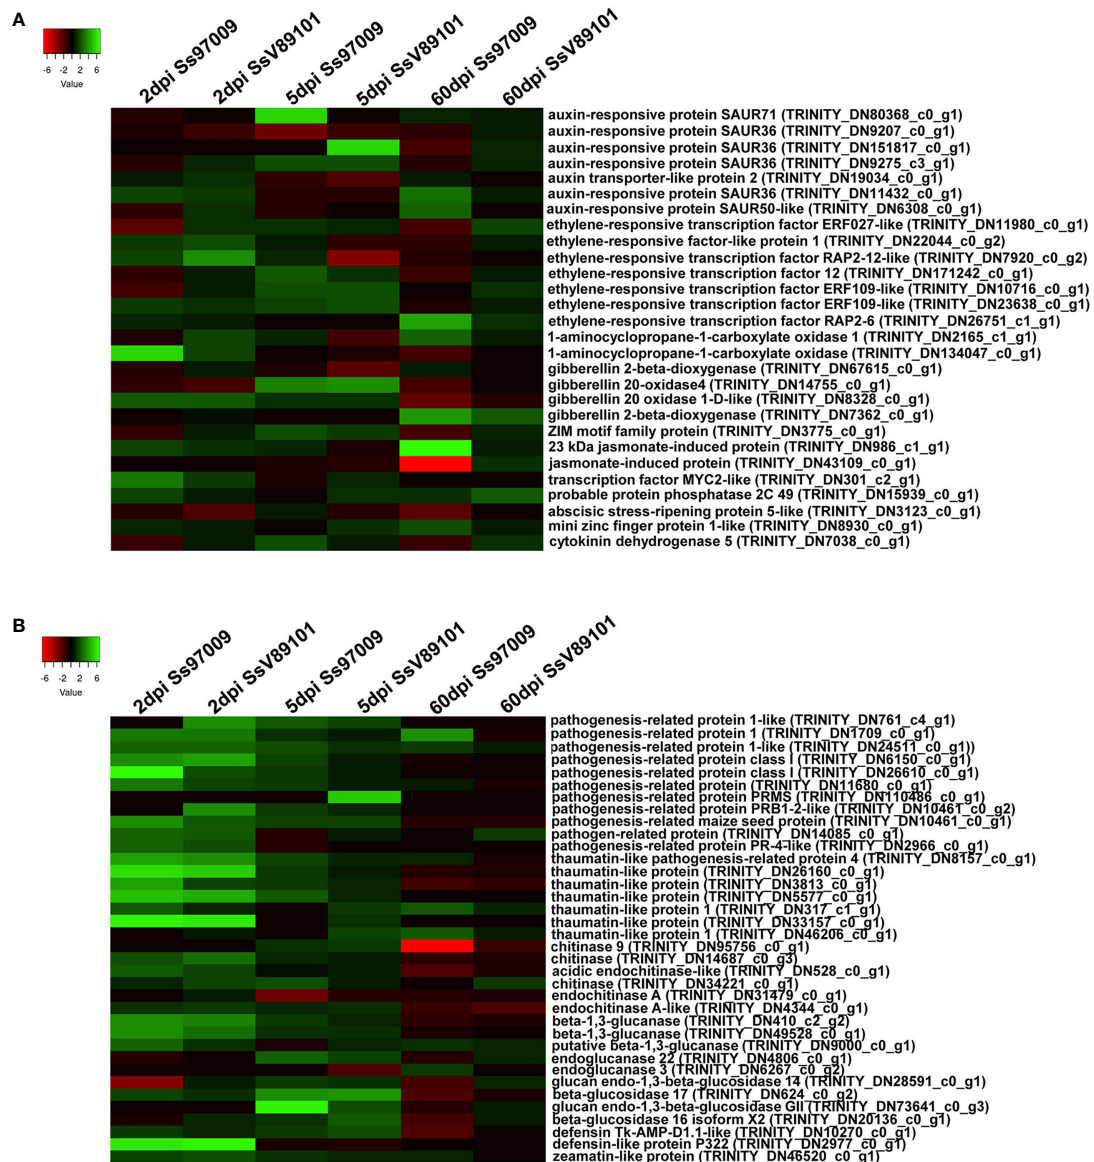 A
-6 -2 2 6
Value
2dpi Ss97009
2dpi SsV89101
5dpi Ss97009
5dpi SsV89101
60dpi Ss97009
60dpi SsV89101
auxin-responsive protein SAUR71 (TRINITY_DN80368_c0_g1)
auxin-responsive protein SAUR36 (TRINITY_DN9207_c0_g1)
auxin-responsive protein SAUR36 (TRINITY_DN151817_c0_g1)
auxin-responsive protein SAUR36 (TRINITY_DN9275_c3_g1)
auxin transporter-like protein 2 (TRINITY_DN19034_c0_g1)
auxin-responsive protein SAUR36 (TRINITY_DN11432_c0_g1)
auxin-responsive protein SAUR50-like (TRINITY_DN6308_c0_g1)
ethylene-responsive transcription factor ERF027-like (TRINITY_DN11980_c0_g1)
ethylene-responsive factor-like protein 1 (TRINITY_DN22044_c0_g2)
ethylene-responsive transcription factor RAP2-12-like (TRINITY_DN7920_c0_g2)
ethylene-responsive transcription factor 12 (TRINITY_DN171242_c0_g1)
ethylene-responsive transcription factor ERF109-like (TRINITY_DN10716_c0_g1)
ethylene-responsive transcription factor ERF109-like (TRINITY_DN23638_c0_g1)
ethylene-responsive transcription factor RAP2-6 (TRINITY_DN26751_c1_g1)
1-aminocyclopropane-1-carboxylate oxidase 1 (TRINITY_DN2165_c1_g1)
1-aminocyclopropane-1-carboxylate oxidase (TRINITY_DN134047_c0_g1)
gibberellin 2-beta-dioxygenase (TRINITY_DN67615_c0_g1)
gibberellin 20-oxidase4 (TRINITY_DN14755_c0_g1)
gibberellin 20 oxidase 1-D-like (TRINITY_DN8328_c0_g1)
gibberellin 2-beta-dioxygenase (TRINITY_DN7362_c0_g1)
ZIM motif family protein (TRINITY_DN3775_c0_g1)
23 kDa jasmonate-induced protein (TRINITY_DN986_c1_g1)
jasmonate-induced protein (TRINITY_DN43109_c0_g1)
transcription factor MYC2-like (TRINITY_DN301_c2_g1)
probable protein phosphatase 2C 49 (TRINITY_DN15939_c0_g1)
abscisic stress-ripening protein 5-like (TRINITY_DN3123_c0_g1)
mini zinc finger protein 1-like (TRINITY_DN8930_c0_g1)
cytokinin dehydrogenase 5 (TRINITY_DN7038_c0_g1)
B
-6 -2 2 6
Value
2dpi Ss97009
2dpi SsV89101
5dpi Ss97009
5dpi SsV89101
60dpi Ss97009
60dpi SsV89101
pathogenesis-related protein 1-like (TRINITY_DN761_c4_g1)
pathogenesis-related protein 1 (TRINITY_DN1709_c0_g1)
pathogenesis-related protein 1-like (TRINITY_DN24511_c0_g1))
pathogenesis-related protein class I (TRINITY_DN6150_c0_g1)
pathogenesis-related protein class I (TRINITY_DN26610_c0_g1)
pathogenesis-related protein (TRINITY_DN11680_c0_g1)
pathogenesis-related protein PRMS (TRINITY_DN110486_c0_g1)
pathogenesis-related protein PRB1-2-like (TRINITY_DN10461_c0_g2)
pathogenesis-related maize seed protein (TRINITY_DN10461_c0_g1)
pathogen-related protein (TRINITY_DN14085_c0_g1)
pathogenesis-related protein PR-4-like (TRINITY_DN2966_c0_g1)
thaumatin-like pathogenesis-related protein 4 (TRINITY_DN8157_c0_g1)
thaumatin-like protein (TRINITY_DN26160_c0_g1)
thaumatin-like protein (TRINITY_DN3813_c0_g1)
thaumatin-like protein (TRINITY_DN5577_c0_g1)
thaumatin-like protein 1 (TRINITY_DN317_c1_g1)
thaumatin-like protein (TRINITY_DN33157_c0_g1)
thaumatin-like protein 1 (TRINITY_DN46206_c0_g1)
chitinase 9 (TRINITY_DN95756_c0_g1)
chitinase (TRINITY_DN14687_c0_g3)
acidic endochitinase-like (TRINITY_DN528_c0_g1)
chitinase (TRINITY_DN34221_c0_g1)
endochitinase A (TRINITY_DN31479_c0_g1)
endochitinase A-like (TRINITY_DN4344_c0_g1)
beta-1,3-glucanase (TRINITY_DN410_c2_g2)
beta-1,3-glucanase (TRINITY_DN49528_c0_g1)
putative beta-1,3-glucanase (TRINITY_DN9000_c0_g1)
endoglucanase 22 (TRINITY_DN4806_c0_g1)
endoglucanase 3 (TRINITY_DN6267_c0_g2)
glucan endo-1,3-beta-glucosidase 14 (TRINITY_DN28591_c0_g1)
beta-glucosidase 17 (TRINITY_DN624_c0_g2)
glucan endo-1,3-beta-glucosidase GII (TRINITY_DN73641_c0_g3)
beta-glucosidase 16 isoform X2 (TRINITY_DN20136_c0_g1)
defensin Tk-AMP-D1.1-like (TRINITY_DN10270_c0_g1)
defensin-like protein P322 (TRINITY_DN2977_c0_g1)
zeamatin-like protein (TRINITY_DN46520_c0_g1)